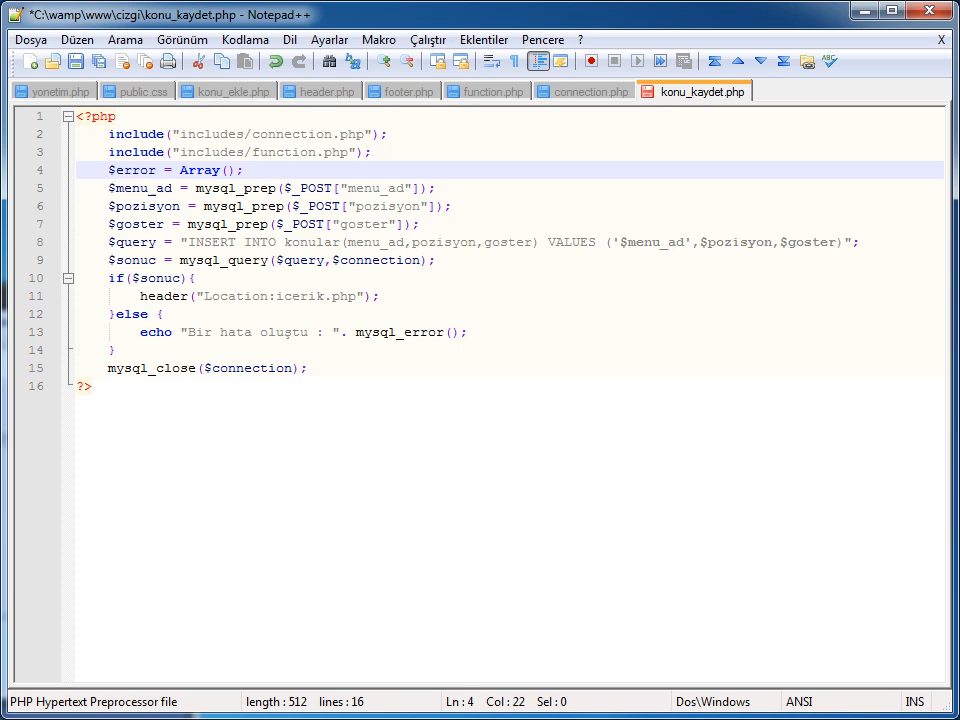 *C:\wamp\www\cizgi\konu_kaydet.php - Notepad++
Dosya Düzen Arama Görünüm Kodlama Dil Ayarlar Makro Çalıştır Eklentiler Pencere ? X
yonetim.php public.css konu_ekle.php header.php footer.php function.php connection.php konu_kaydet.php
1 <?php
2 include("includes/connection.php");
3 include("includes/function.php");
4 $error = Array();
5 $menu_ad = mysql_prep($_POST["menu_ad"]);
6 $pozisyon = mysql_prep($_POST["pozisyon"]);
7 $goster = mysql_prep($_POST["goster"]);
8 $query = "INSERT INTO konular(menu_ad,pozisyon,goster) VALUES ('$menu_ad',$pozisyon,$goster)";
9 $sonuc = mysql_query($query,$connection);
10 if($sonuc){
11 header("Location:icerik.php");
12 }else {
13 echo "Bir hata oluştu : ". mysql_error();
14 }
15 mysql_close($connection);
16 ?>
PHP Hypertext Preprocessor file length : 512 lines : 16 Ln : 4 Col : 22 Sel : 0 Dos\Windows ANSI INS